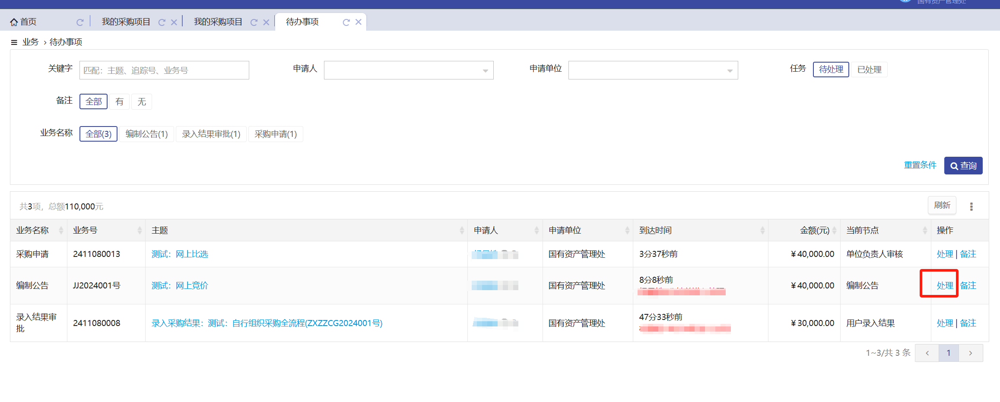 国有资产管理处
首页
我的采购项目
我的采购项目
待办事项
业务 › 待办事项
关键字 匹配：主题、追踪号、业务号
申请人
申请单位
任务 待处理 已处理
备注 全部 有 无
业务名称 全部(3) 编制公告(1) 录入结果审批(1) 采购申请(1)
重置条件 查询
共3项，总额110,000元
刷新
业务名称 业务号 主题 申请人 申请单位 到达时间 金额(元) 当前节点 操作
采购申请 2411080013 测试：网上比选 国有资产管理处 3分37秒前 ¥40,000.00 单位负责人审核 处理 | 备注
编制公告 JJ2024001号 测试：网上竞价 国有资产管理处 8分8秒前 ¥40,000.00 编制公告 处理 备注
录入结果审批 2411080008 录入采购结果：测试：自行组织采购全流程(ZXZZCG2024001号) 国有资产管理处 47分33秒前 ¥30,000.00 用户录入结果 处理 | 备注
1~3/共 3 条 ‹ 1 ›